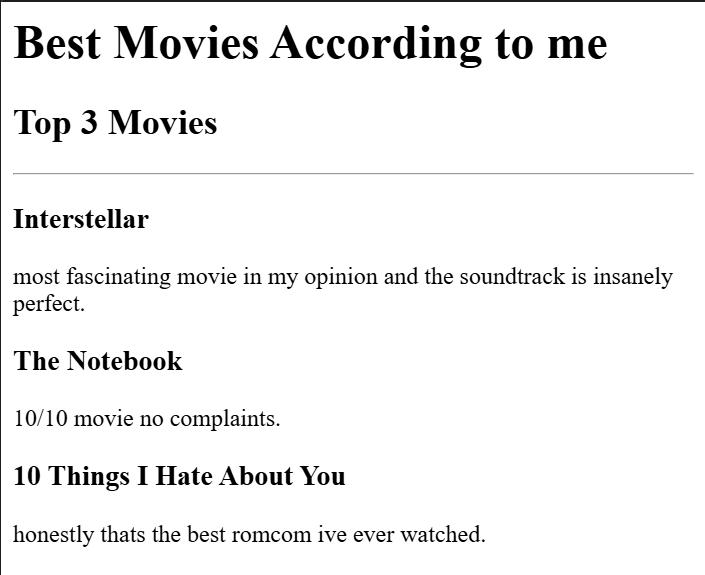 Best Movies According to me
Top 3 Movies
Interstellar
most fascinating movie in my opinion and the soundtrack is insanely
perfect.
The Notebook
10/10 movie no complaints.
10 Things I Hate About You
honestly thats the best romcom ive ever watched.